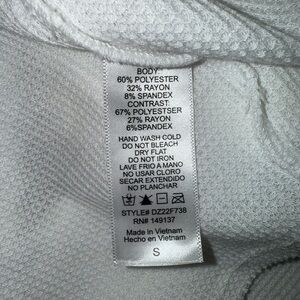 BODY
60% POLYESTER
32% RAYON
8% SPANDEX
CONTRAST
67% POLYESTSER
27% RAYON
6%SPANDEX
HAND WASH COLD
DO NOT BLEACH
DRY FLAT
DO NOT IRON
LAVE FRIO A MANO
NO USAR CLORO
SECAR EXTENDIDO
NO PLANCHAR
STYLE# DZ22F738
RN# 149137
Made in Vietnam
Hecho en Vietnam
S